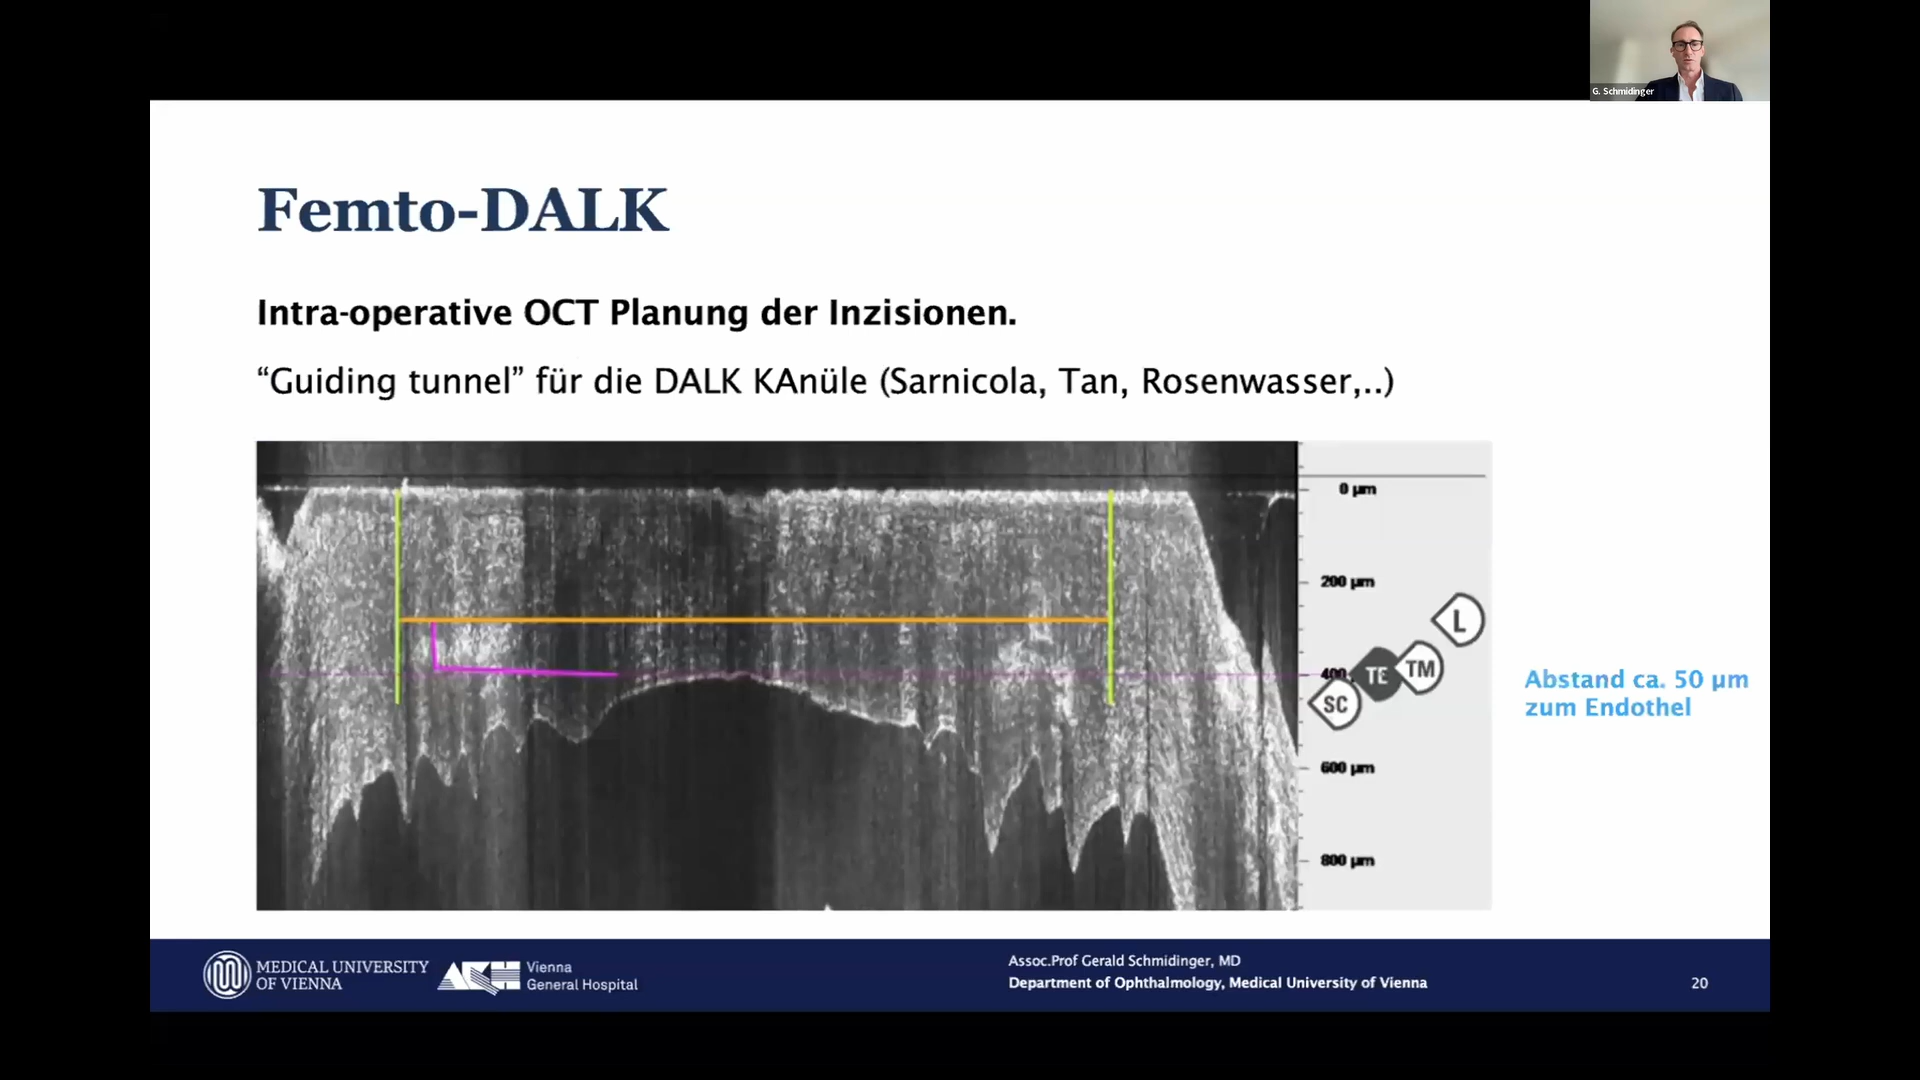 G. Schmidinger
Femto-DALK
Intra-operative OCT Planung der Inzisionen.
“Guiding tunnel” für die DALK KAnüle (Sarnicola, Tan, Rosenwasser,..)
0 µm
200 µm
L
400
TE
TM
SC
600 µm
800 µm
Abstand ca. 50 µm
zum Endothel
MEDICAL UNIVERSITY
OF VIENNA
AKH
Vienna
General Hospital
Assoc.Prof Gerald Schmidinger, MD
Department of Ophthalmology, Medical University of Vienna
20